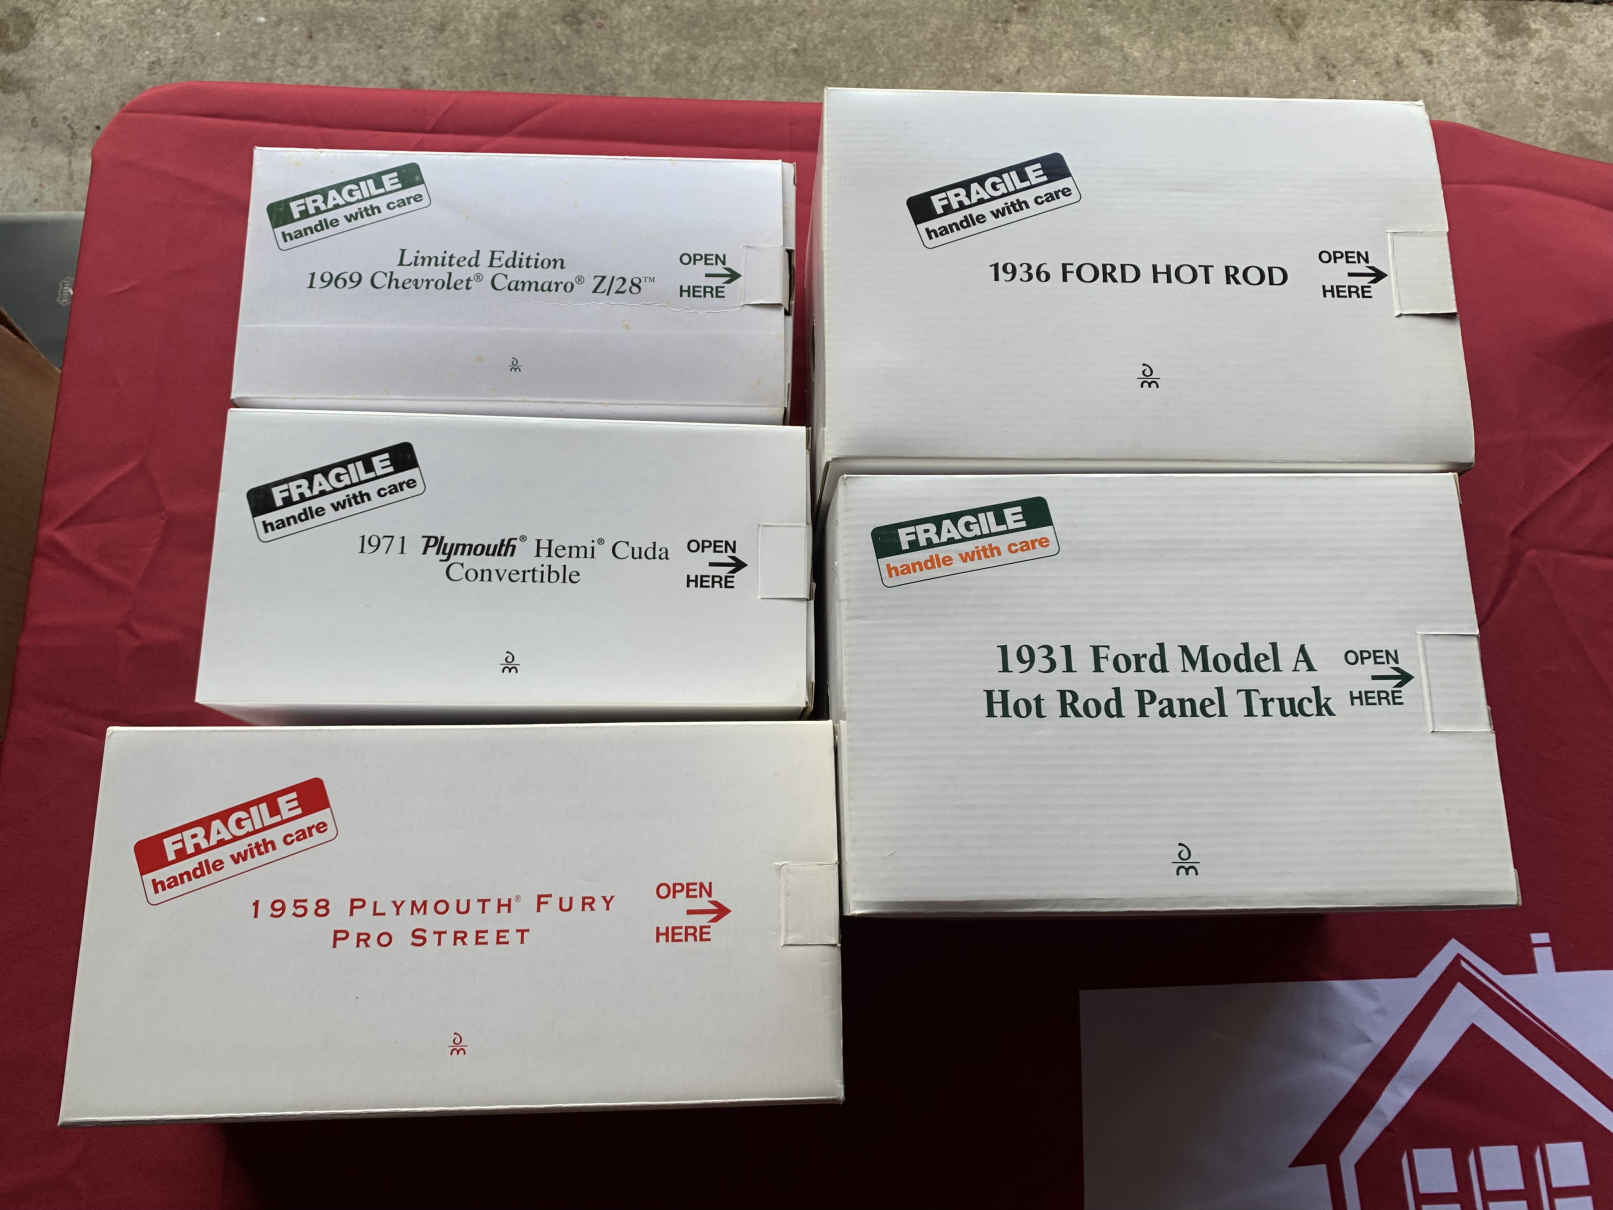 FRAGILE
handle with care
Limited Edition
1969 Chevrolet® Camaro® Z/28™
OPEN
HERE
FRAGILE
handle with care
1936 FORD HOT ROD
OPEN
HERE
FRAGILE
handle with care
1971 Plymouth® Hemi® Cuda
Convertible
OPEN
HERE
FRAGILE
handle with care
1931 Ford Model A
Hot Rod Panel Truck
OPEN
HERE
FRAGILE
handle with care
1958 PLYMOUTH® FURY
PRO STREET
OPEN
HERE